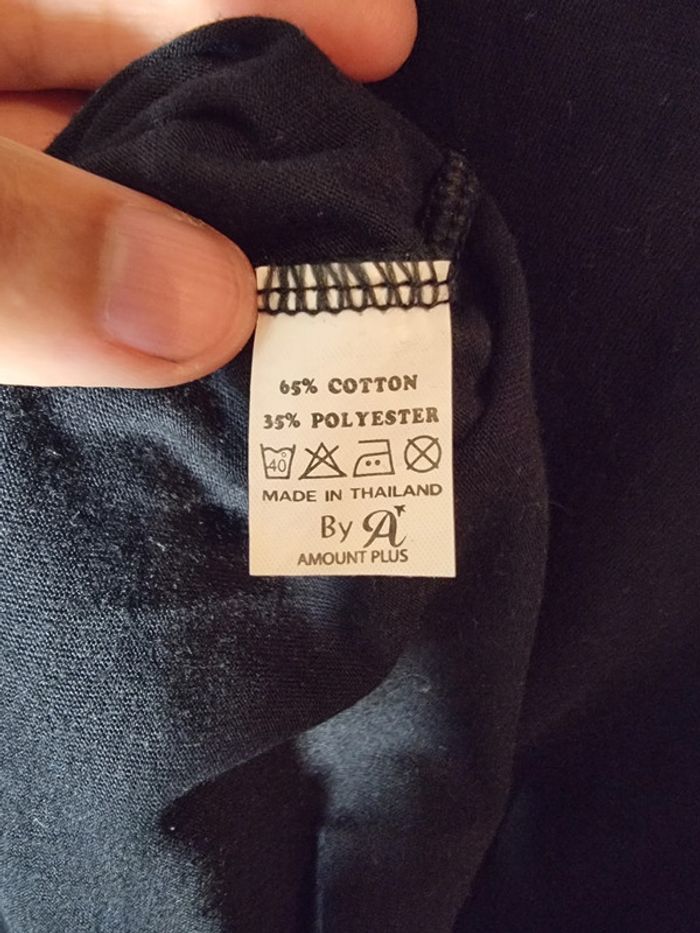 65% COTTON
35% POLYESTER
40
MADE IN THAILAND
By A
AMOUNT PLUS